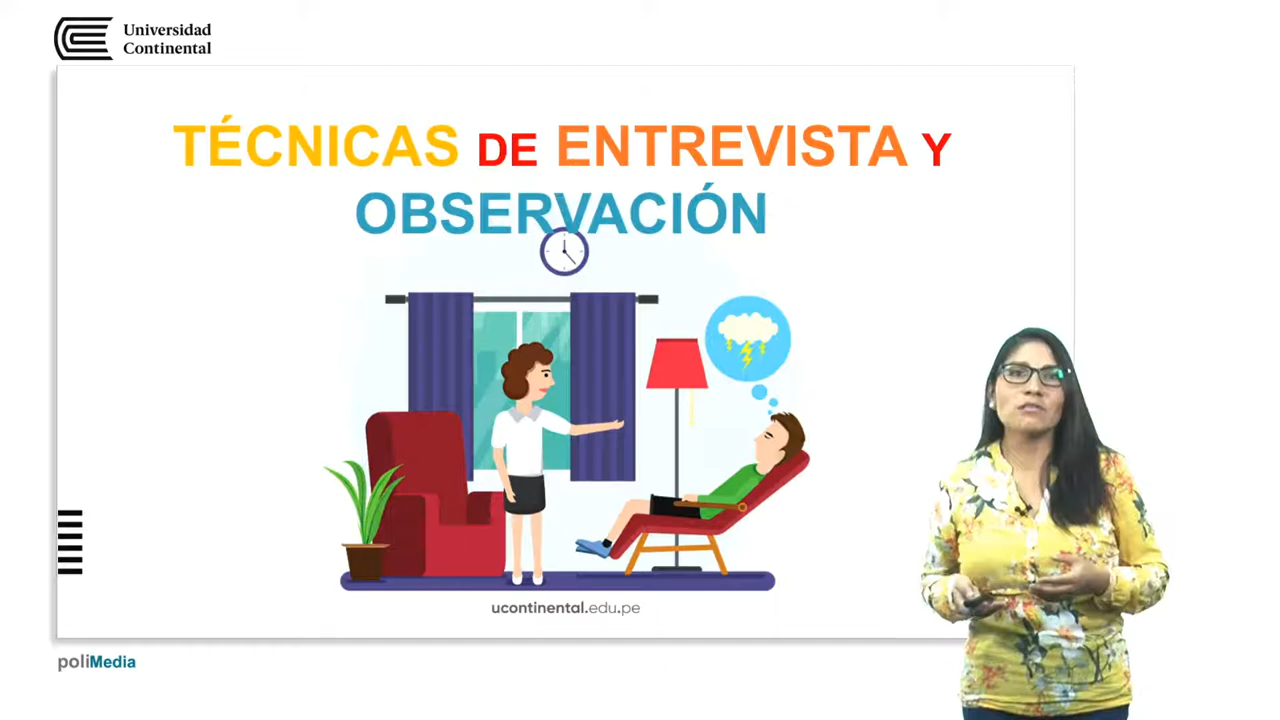 Universidad
Continental
TÉCNICAS DE ENTREVISTA Y
OBSERVACIÓN
ucontinental.edu.pe
poliMedia